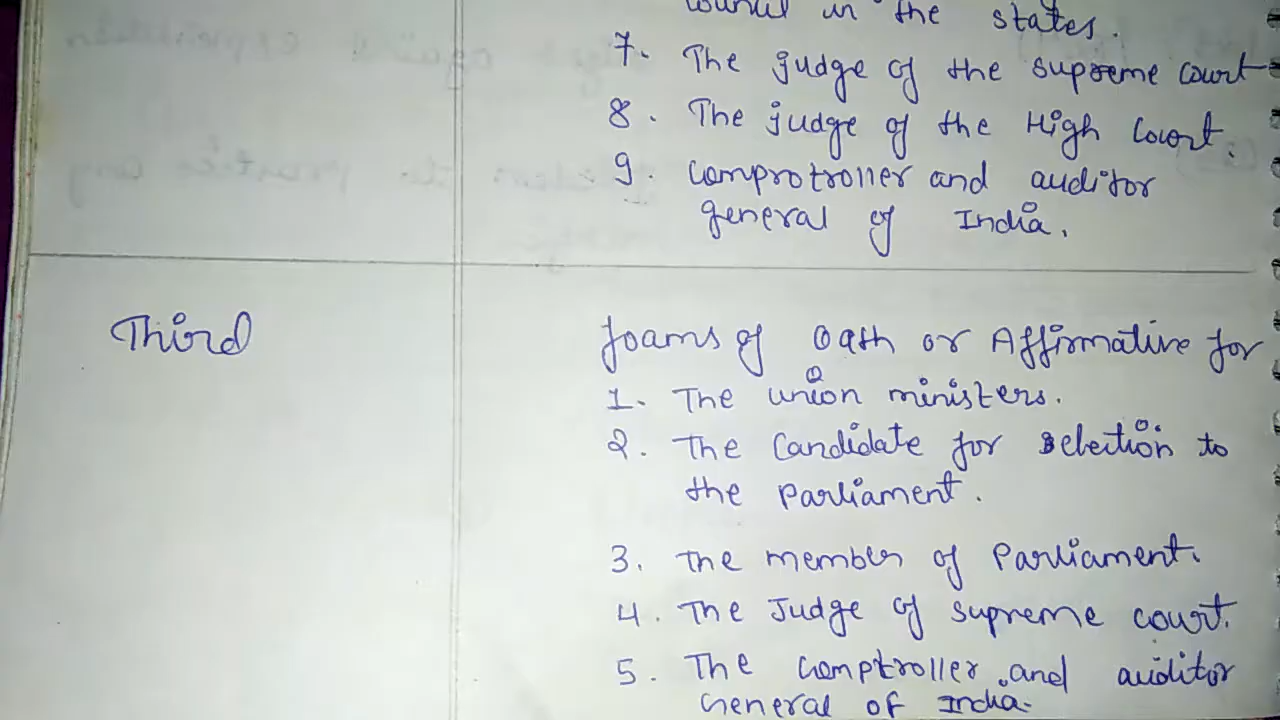 council in the states.
7. The judge of the supreme court
8. The judge of the High Court.
9. comprotroller and auditor
general of India.
Third
foams of Oath or Affirmative for
1. The union ministers.
2. The Candidate for selection to
the parliament.
3. The member of Parliament.
4. The Judge of supreme court.
5. The comptroller and auditor
General of India.